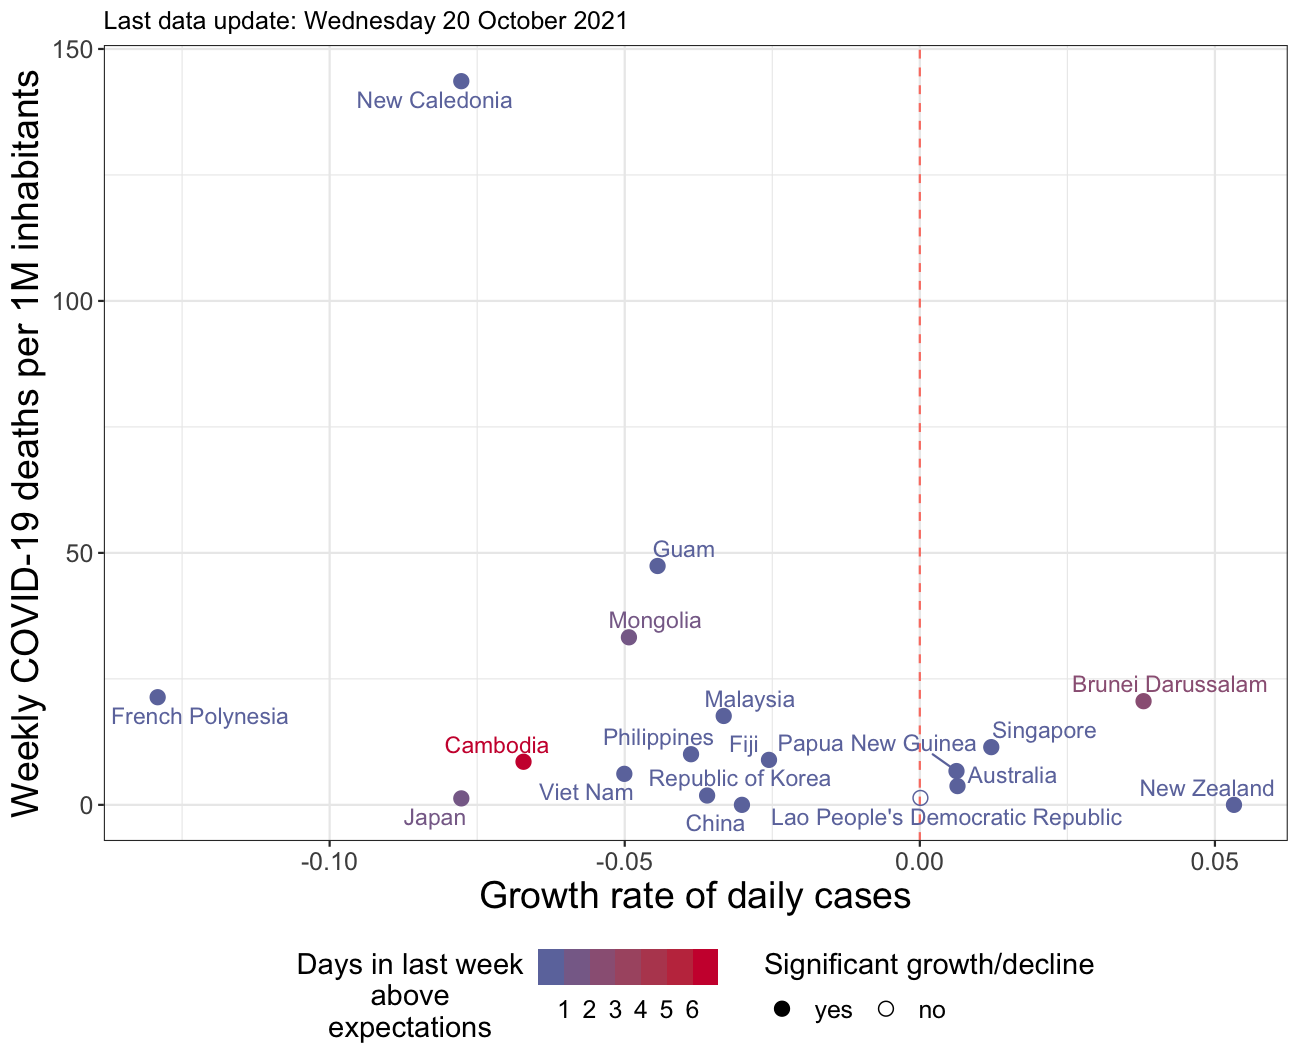 Last data update: Wednesday 20 October 2021
Weekly COVID-19 deaths per 1M inhabitants
150
100
50
0
New Caledonia
Guam
Mongolia
French Polynesia
Brunei Darussalam
Malaysia
Singapore
Philippines
Fiji
Papua New Guinea
Cambodia
Australia
Republic of Korea
Viet Nam
New Zealand
Japan
China
Lao People's Democratic Republic
-0.10
-0.05
0.00
0.05
Growth rate of daily cases
Days in last week
above
expectations
1 2 3 4 5 6
Significant growth/decline
yes
no